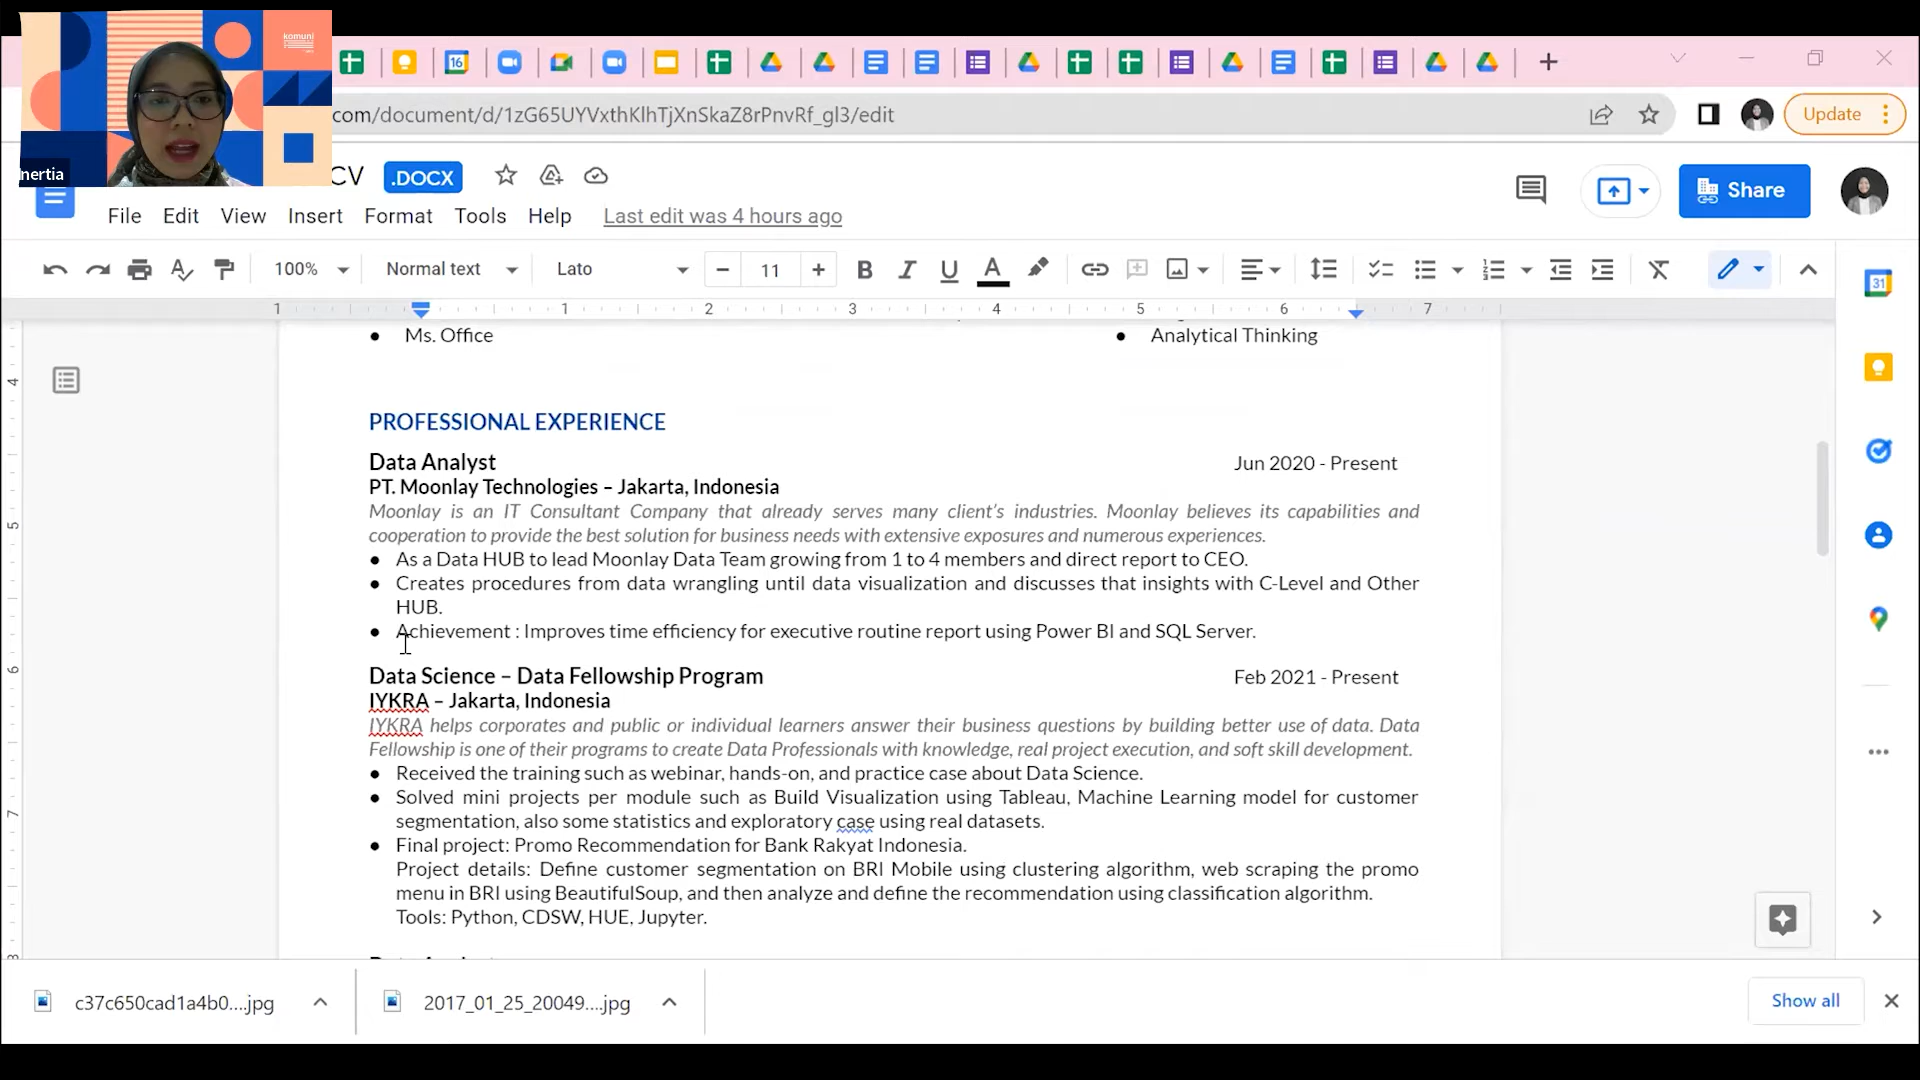 komuni
nertia
com/document/d/1zG65UYVxthKlhTjXnSkaZ8rPnvRf_gl3/edit
Update
CV .DOCX
Share
File Edit View Insert Format Tools Help Last edit was 4 hours ago
100% Normal text Lato 11
1 1 2 3 4 5 6 7
Ms. Office
Analytical Thinking
PROFESSIONAL EXPERIENCE
Data Analyst Jun 2020 - Present
PT. Moonlay Technologies – Jakarta, Indonesia
Moonlay is an IT Consultant Company that already serves many client's industries. Moonlay believes its capabilities and
cooperation to provide the best solution for business needs with extensive exposures and numerous experiences.
● As a Data HUB to lead Moonlay Data Team growing from 1 to 4 members and direct report to CEO.
● Creates procedures from data wrangling until data visualization and discusses that insights with C-Level and Other
HUB.
● Achievement : Improves time efficiency for executive routine report using Power BI and SQL Server.
Data Science – Data Fellowship Program Feb 2021 - Present
IYKRA – Jakarta, Indonesia
IYKRA helps corporates and public or individual learners answer their business questions by building better use of data. Data
Fellowship is one of their programs to create Data Professionals with knowledge, real project execution, and soft skill development.
● Received the training such as webinar, hands-on, and practice case about Data Science.
● Solved mini projects per module such as Build Visualization using Tableau, Machine Learning model for customer
segmentation, also some statistics and exploratory case using real datasets.
● Final project: Promo Recommendation for Bank Rakyat Indonesia.
Project details: Define customer segmentation on BRI Mobile using clustering algorithm, web scraping the promo
menu in BRI using BeautifulSoup, and then analyze and define the recommendation using classification algorithm.
Tools: Python, CDSW, HUE, Jupyter.
c37c650cad1a4b0....jpg
2017_01_25_20049....jpg
Show all